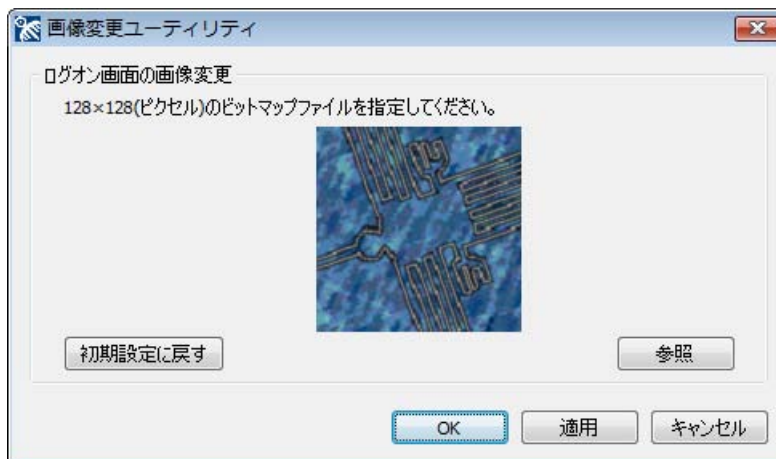 画像変更ユーティリティ
ログオン画面の画像変更
128×128(ピクセル)のビットマップファイルを指定してください。
初期設定に戻す
参照
OK
適用
キャンセル